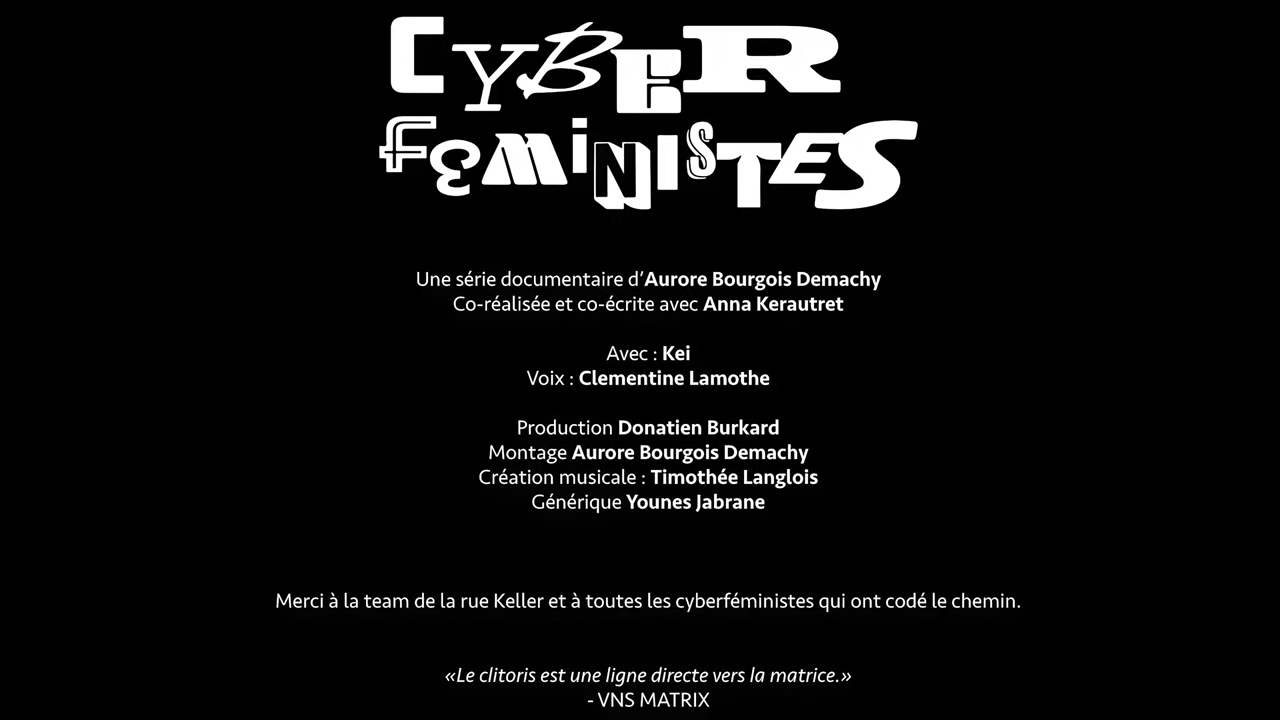 CYBER
FEMINISTES
Une série documentaire d’Aurore Bourgois Demachy
Co-réalisée et co-écrite avec Anna Kerautret
Avec : Kei
Voix : Clementine Lamothe
Production Donatien Burkard
Montage Aurore Bourgois Demachy
Création musicale : Timothée Langlois
Générique Younes Jabrane
Merci à la team de la rue Keller et à toutes les cyberféministes qui ont codé le chemin.
«Le clitoris est une ligne directe vers la matrice.»
- VNS MATRIX